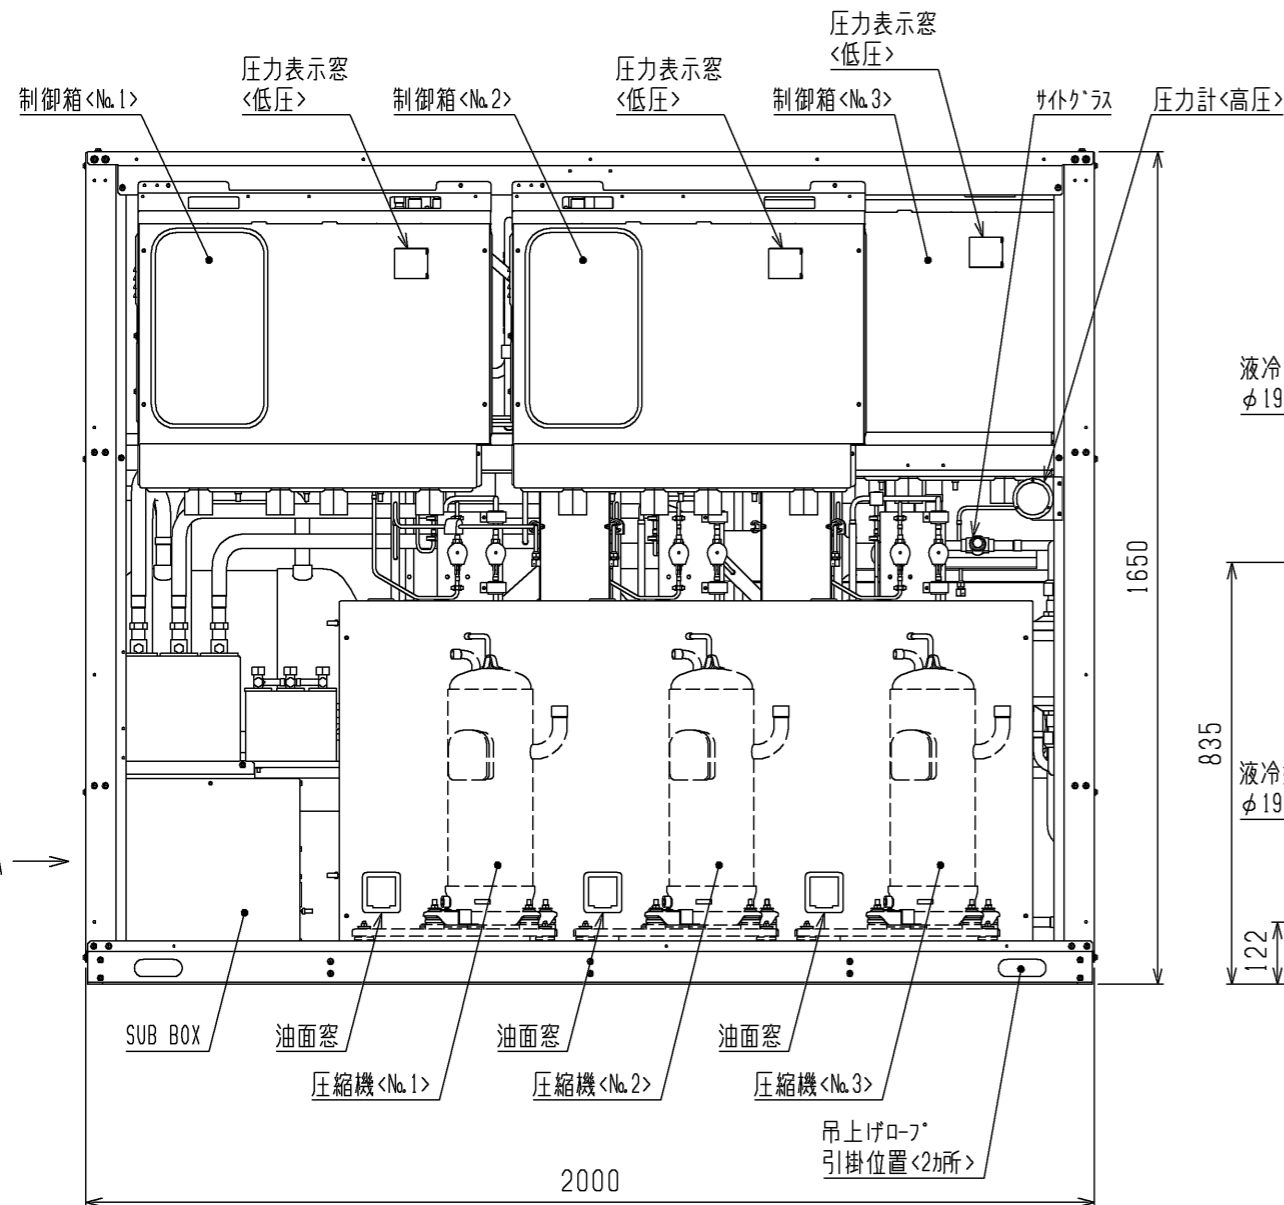 圧力表示窓
<低圧>
圧力表示窓
<低圧>
圧力表示窓
<低圧>
制御箱<No.1>
制御箱<No.2>
制御箱<No.3>
ｻｲﾄｸﾞﾗｽ
圧力計<高圧>
液冷
φ19
1650
835
液冷
φ19
122
SUB BOX
油面窓
油面窓
油面窓
圧縮機<No.1>
圧縮機<No.2>
圧縮機<No.3>
吊上げﾛｰﾌﾟ
引掛位置<2ｶ所>
2000